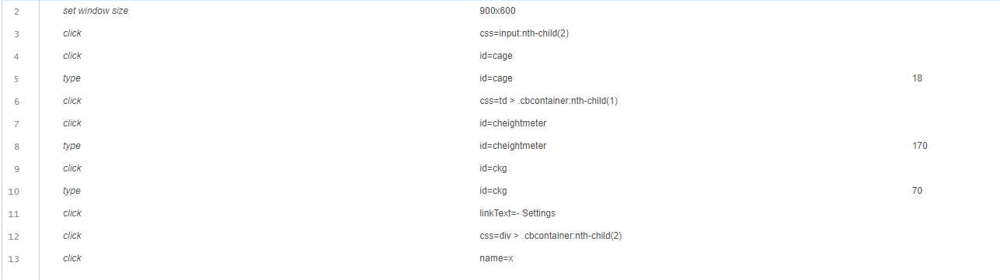 2 set window size 900x600
3 click css=input:nth-child(2)
4 click id=cage
5 type id=cage 18
6 click css=td > .cbcontainer:nth-child(1)
7 click id=cheightmeter
8 type id=cheightmeter 170
9 click id=ckg
10 type id=ckg 70
11 click linkText=- Settings
12 click css=div > .cbcontainer:nth-child(2)
13 click name=x